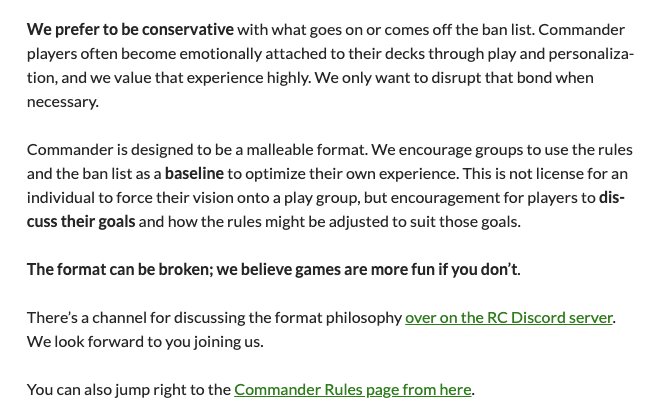 We prefer to be conservative with what goes on or comes off the ban list. Commander
players often become emotionally attached to their decks through play and personaliza-
tion, and we value that experience highly. We only want to disrupt that bond when
necessary.
Commander is designed to be a malleable format. We encourage groups to use the rules
and the ban list as a baseline to optimize their own experience. This is not license for an
individual to force their vision onto a play group, but encouragement for players to dis-
cuss their goals and how the rules might be adjusted to suit those goals.
The format can be broken; we believe games are more fun if you don’t.
There’s a channel for discussing the format philosophy over on the RC Discord server.
We look forward to you joining us.
You can also jump right to the Commander Rules page from here.